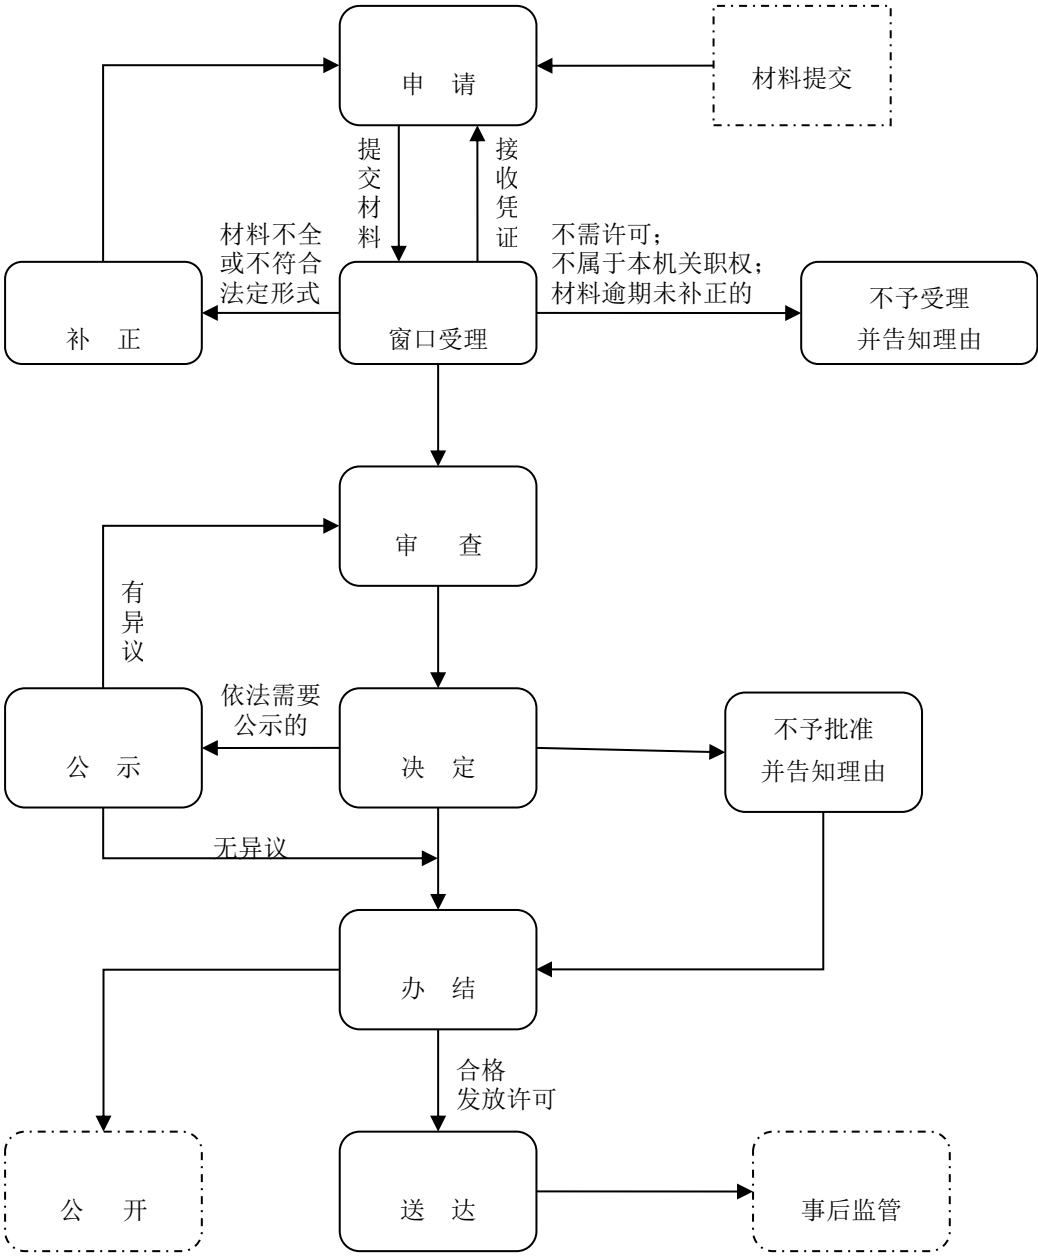 申 请
材料提交
提交材料
接收凭证
材料不全
或不符合
法定形式
不需许可；
不属于本机关职权；
材料逾期未补正的
补 正
窗口受理
不予受理
并告知理由
审 查
有异议
依法需要
公示的
公 示
决 定
不予批准
并告知理由
无异议
办 结
合格
发放许可
公 开
送 达
事后监管